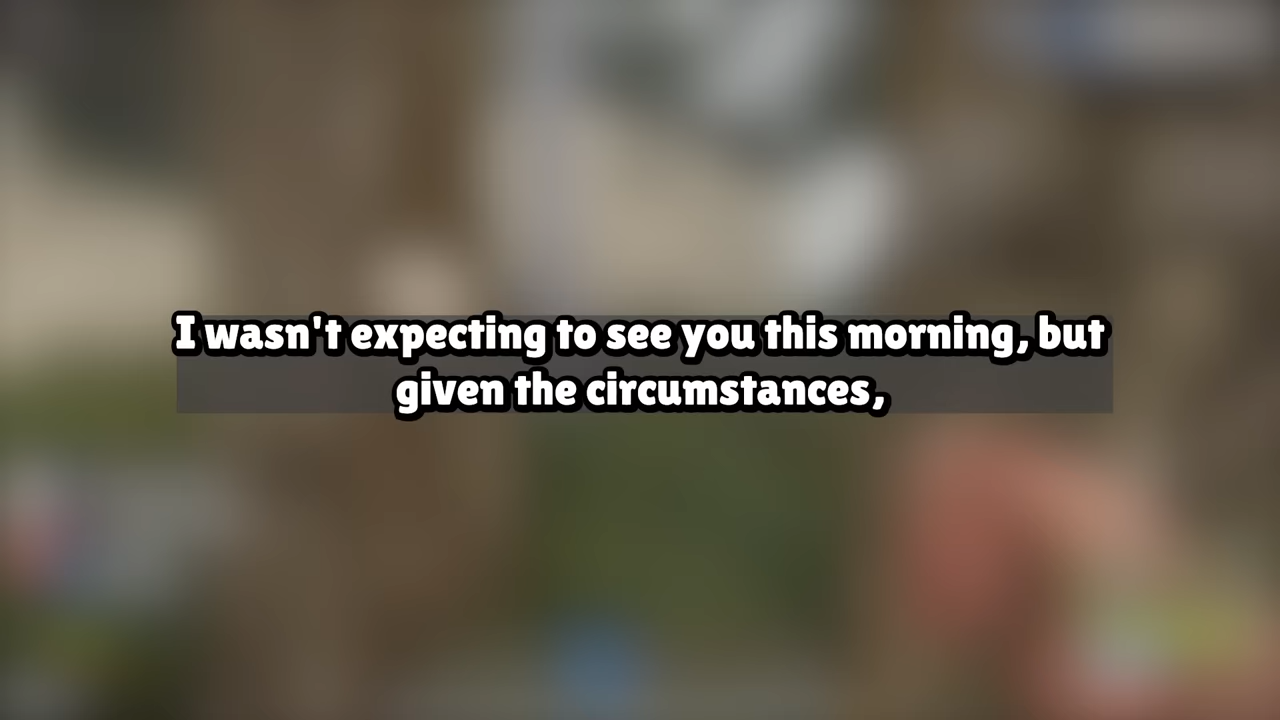 I wasn't expecting to see you this morning, but
given the circumstances,